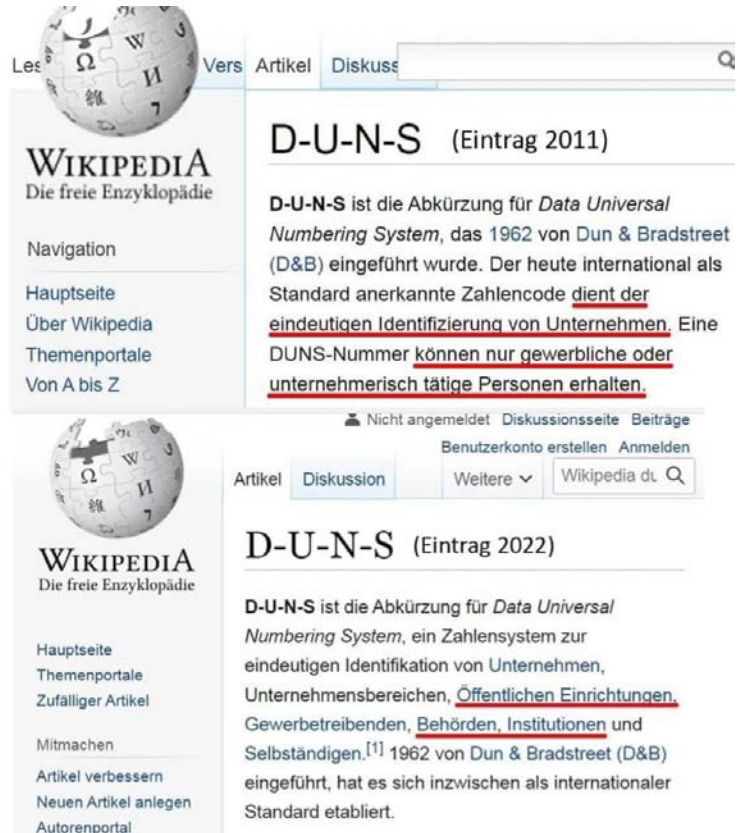 Les
Vers Artikel Diskuss
WIKIPEDIA
Die freie Enzyklopädie
Navigation
Hauptseite
Über Wikipedia
Themenportale
Von A bis Z
D-U-N-S (Eintrag 2011)
D-U-N-S ist die Abkürzung für Data Universal
Numbering System, das 1962 von Dun & Bradstreet
(D&B) eingeführt wurde. Der heute international als
Standard anerkannte Zahlencode dient der
eindeutigen Identifizierung von Unternehmen. Eine
DUNS-Nummer können nur gewerbliche oder
unternehmerisch tätige Personen erhalten.
Nicht angemeldet Diskussionsseite Beiträge
Benutzerkonto erstellen Anmelden
Artikel Diskussion Weitere Wikipedia du
WIKIPEDIA
Die freie Enzyklopädie
Hauptseite
Themenportale
Zufälliger Artikel
Mitmachen
Artikel verbessern
Neuen Artikel anlegen
Autorenportal
D-U-N-S (Eintrag 2022)
D-U-N-S ist die Abkürzung für Data Universal
Numbering System, ein Zahlensystem zur
eindeutigen Identifikation von Unternehmen,
Unternehmensbereichen, Öffentlichen Einrichtungen,
Gewerbetreibenden, Behörden, Institutionen und
Selbständigen.[1] 1962 von Dun & Bradstreet (D&B)
eingeführt, hat es sich inzwischen als internationaler
Standard etabliert.